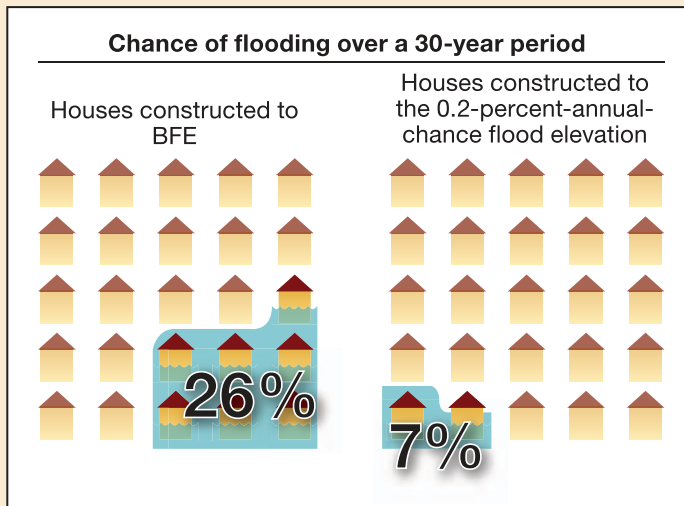 Chance of flooding over a 30-year period
Houses constructed to
BFE
Houses constructed to
the 0.2-percent-annual-
chance flood elevation
26%
7%